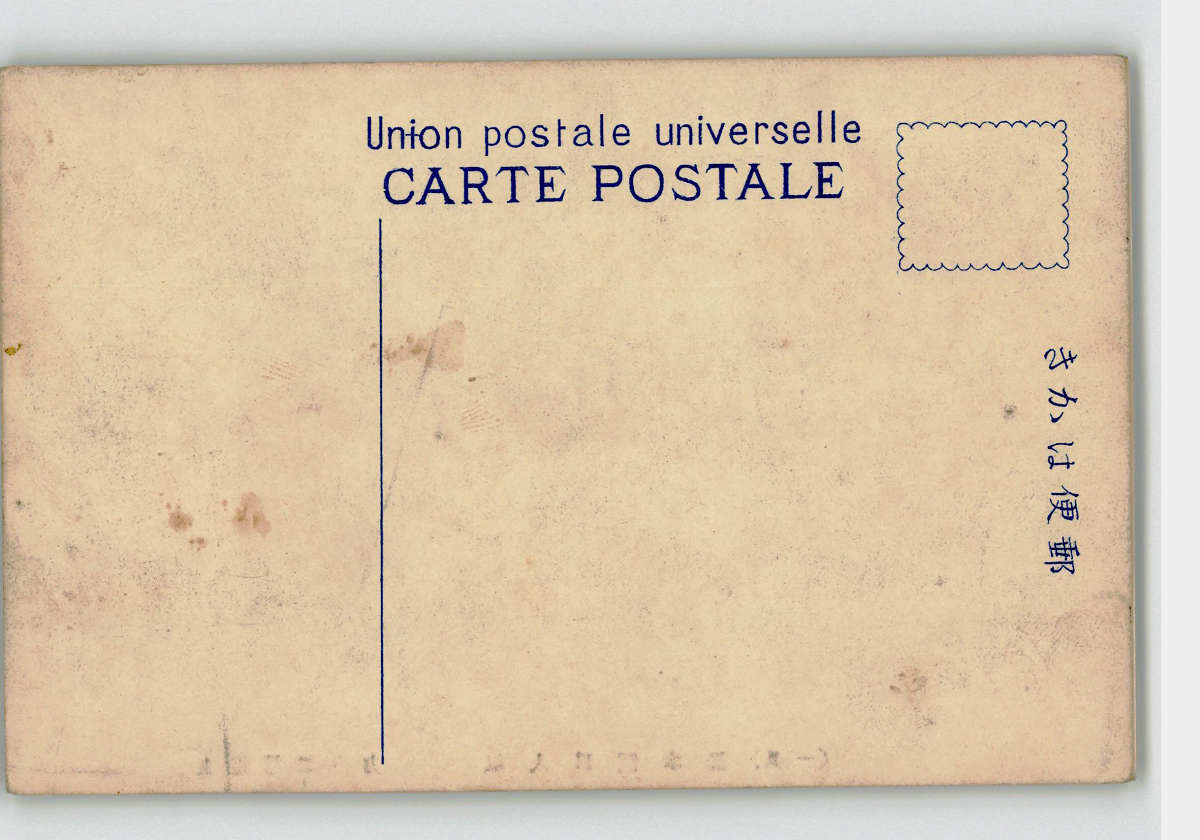 Union postale universelle
CARTE POSTALE
きかは便郵